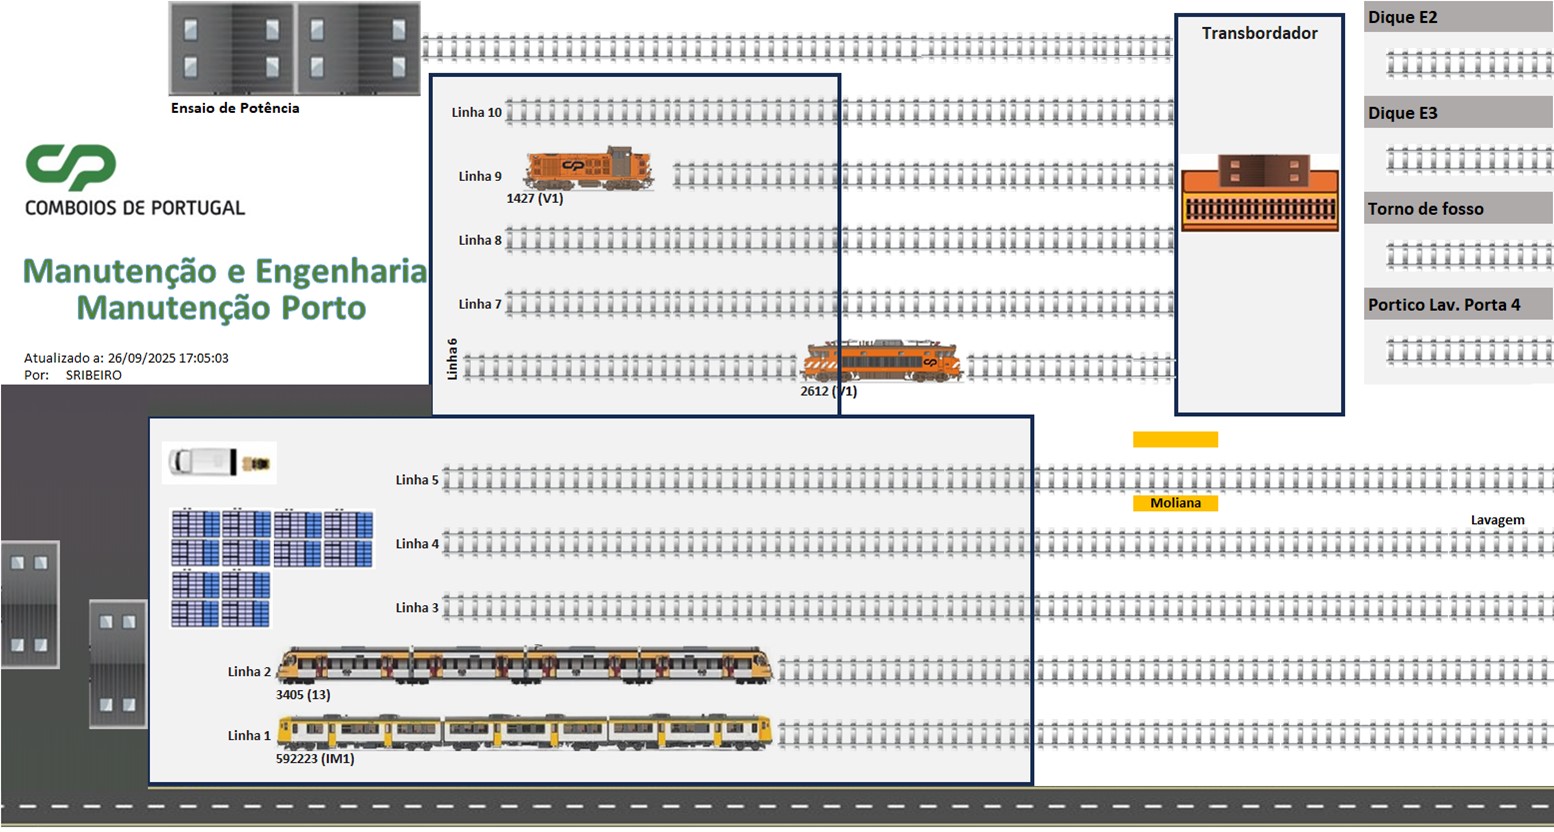 Ensaio de Potência
Transbordador
Dique E2
Dique E3
Torno de fosso
Portico Lav. Porta 4
CP
COMBOIOS DE PORTUGAL
Manutenção e Engenharia
Manutenção Porto
Atualizado a: 26/09/2025 17:05:03
Por: SRIBEIRO
Linha 10
Linha 9
CP
1427 (V1)
Linha 8
Linha 7
Linha 6
CP
2612 (V1)
Linha 5
Moliana
Lavagem
Linha 4
Linha 3
Linha 2
3405 (13)
Linha 1
592223 (IM1)